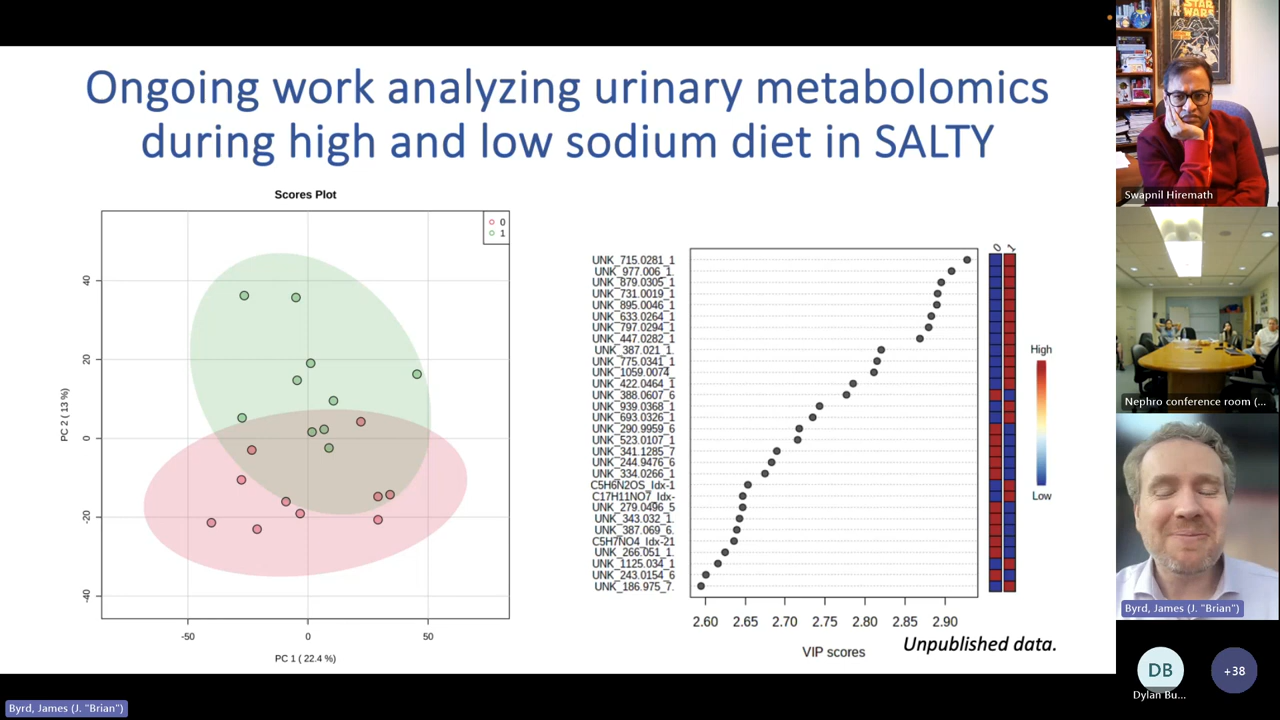 Ongoing work analyzing urinary metabolomics
during high and low sodium diet in SALTY
Scores Plot
0
1
40
20
0
-20
-40
PC 2 ( 13 %)
-50
0
50
PC 1 ( 22.4 %)
UNK_715.0281_1
UNK_977.006_1.
UNK_879.0305_1
UNK_731.0019_1
UNK_895.0046_1
UNK_633.0264_1
UNK_797.0294_1
UNK_447.0282_1
UNK_387.021_1.
UNK_775.0341_1
UNK_1059.0074_
UNK_422.0464_1
UNK_388.0607_6
UNK_939.0368_1
UNK_693.0326_1
UNK_290.9959_6
UNK_523.0107_1
UNK_341.1285_7
UNK_244.9476_6
UNK_334.0266_1
C5H6N2OS_Idx-1
C17H11NO7_Idx-
UNK_279.0496_5
UNK_343.032_1.
UNK_387.069_6.
C5H7NO4_Idx-21
UNK_266.051_1.
UNK_1125.034_1
UNK_243.0154_6
UNK_186.975_7.
2.60 2.65 2.70 2.75 2.80 2.85 2.90
VIP scores
0 1
High
Low
Unpublished data.
STAR
WARS
Swapnil Hiremath
Nephro conference room (...
Byrd, James (J. "Brian")
DB
Dylan Bu...
+38
Byrd, James (J. "Brian")